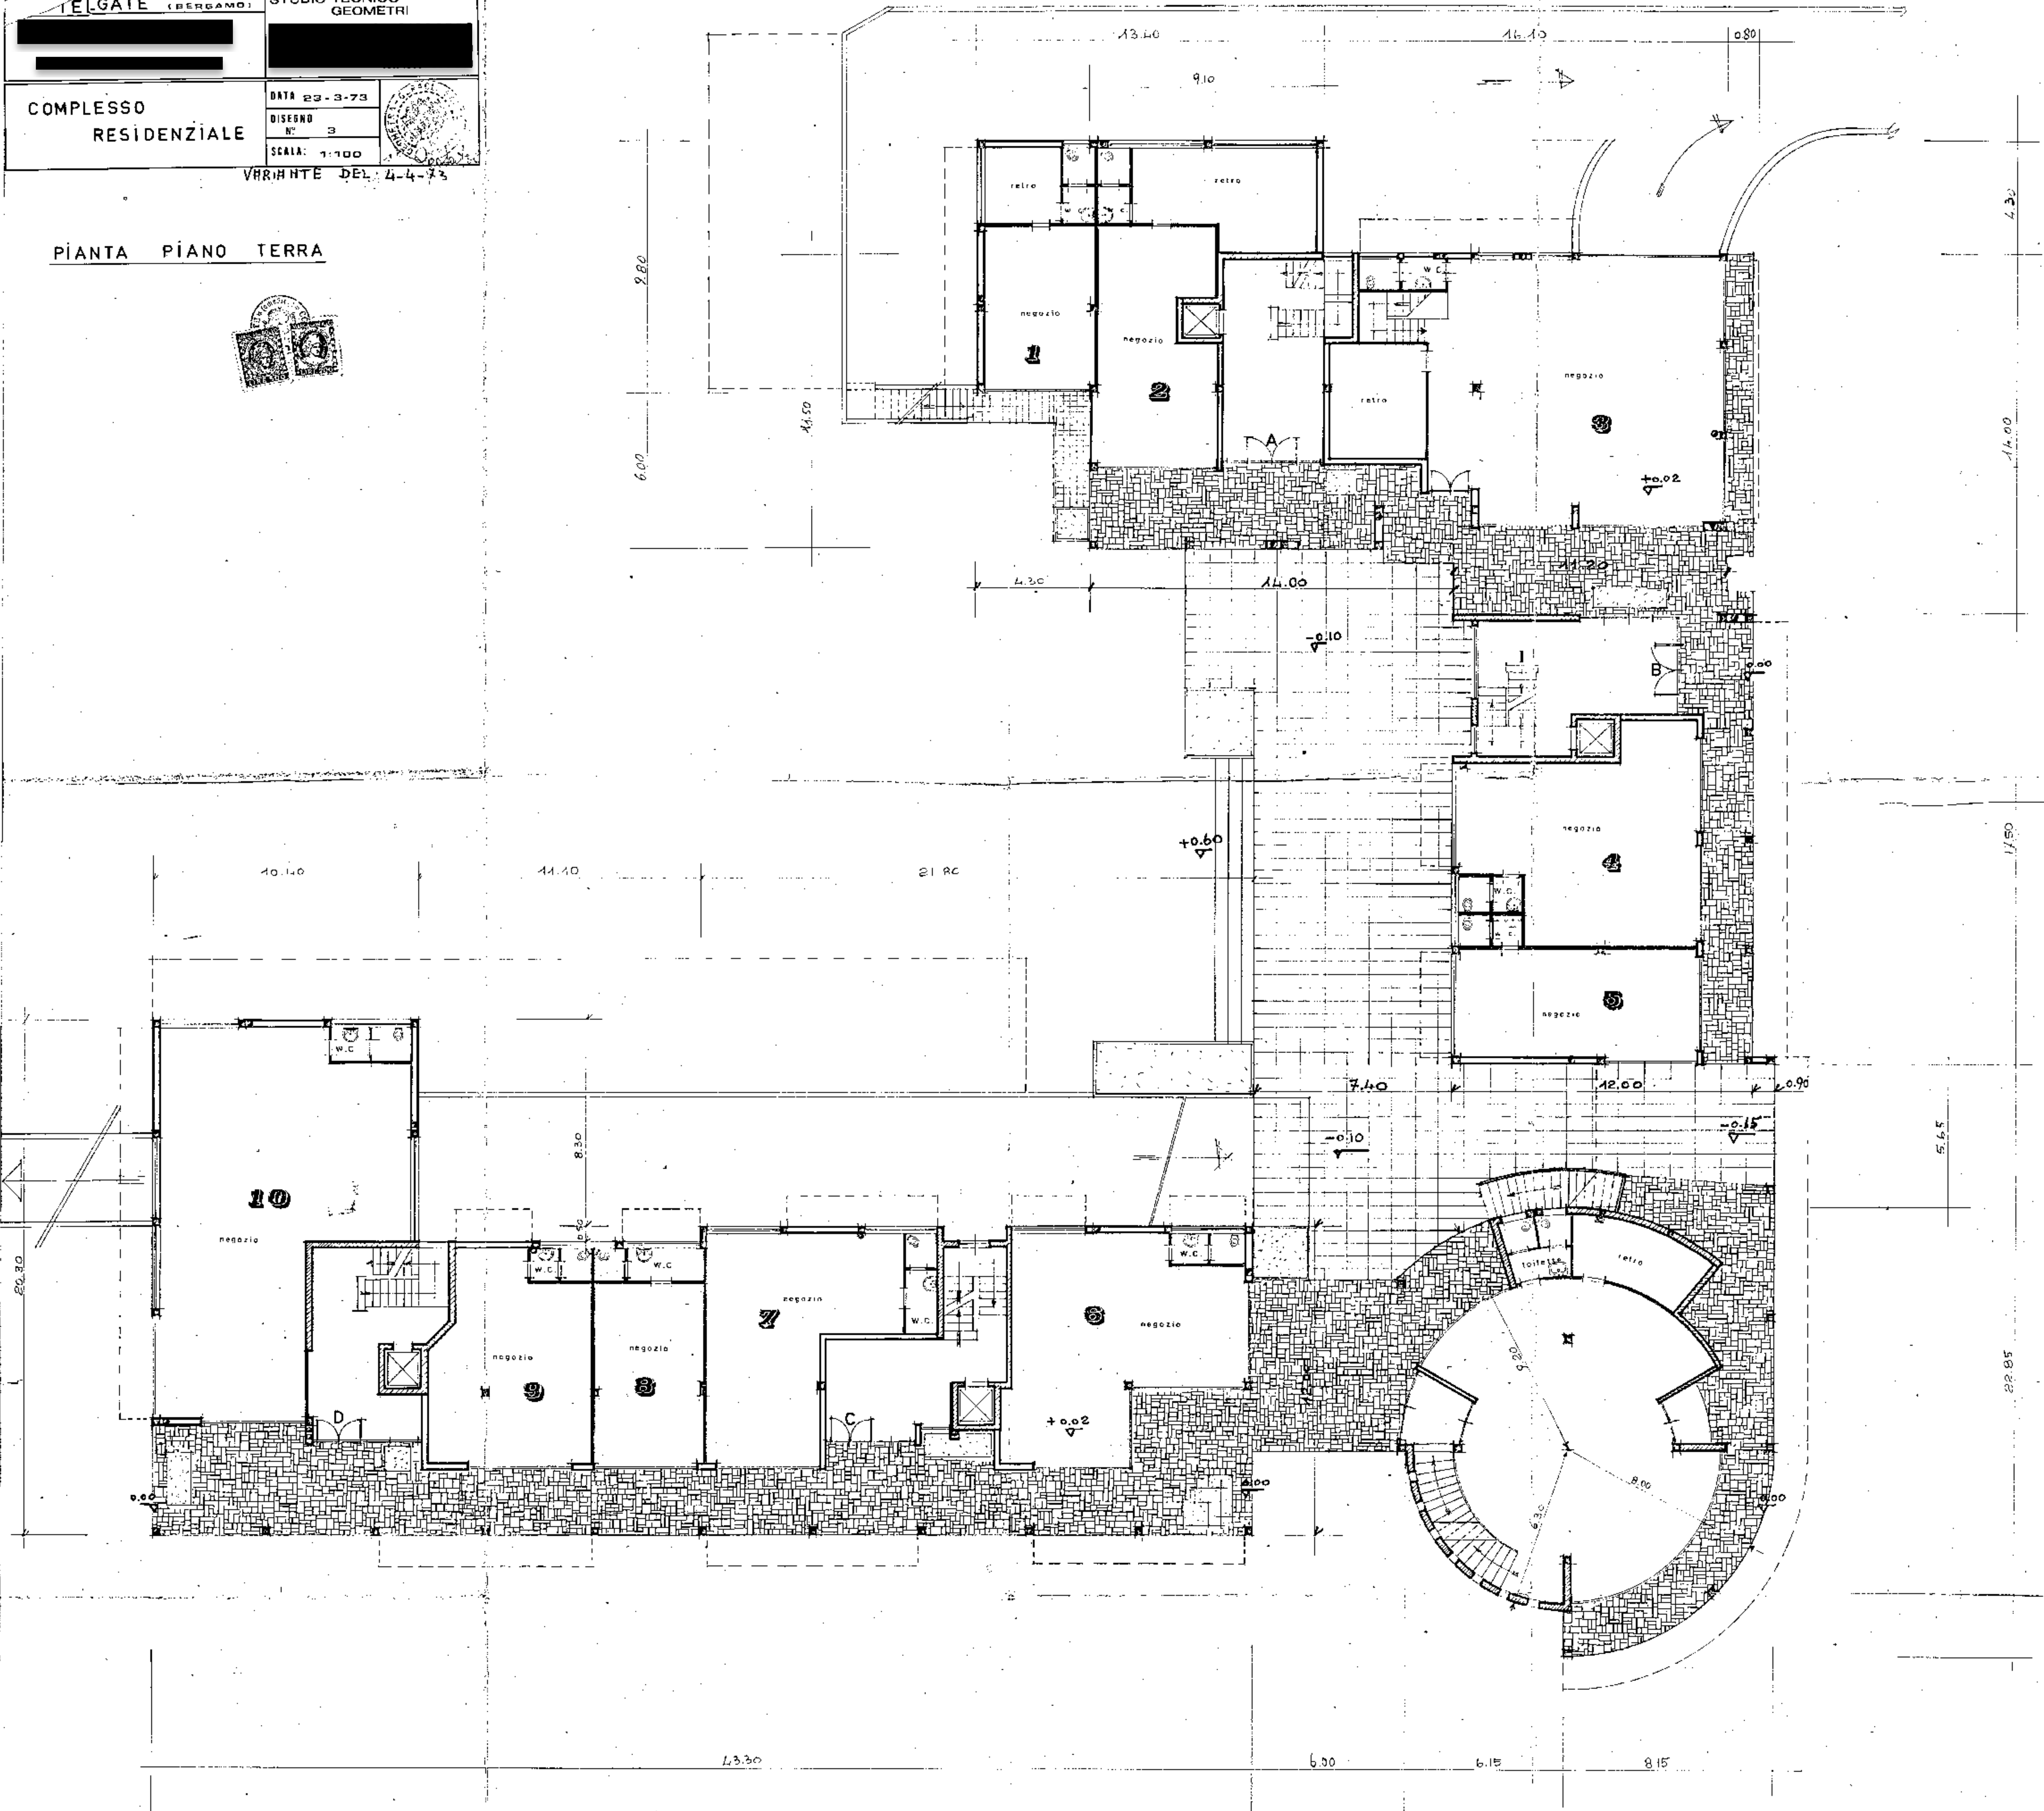 TELGATE (BERGAMO)
STUDIO TECNICO
GEOMETRI
COMPLESSO
RESIDENZIALE
DATA 23-3-73
DISEGNO
N° 3
SCALA: 1:100
VARIANTE DEL 4-4-73
PIANTA PIANO TERRA
13.40
16.10
0.80
9.10
4.30
9.80
6.00
11.50
14.00
retro
retro
W.C.
negozio
1
negozio
2
A
retro
negozio
3
+0.02
4.30
14.00
11.20
-0.10
B
0.00
+0.60
negozio
4
W.C.
negozio
5
17.50
10.40
11.10
7.40
12.00
0.90
-0.10
-0.15
5.65
W.C.
10
negozio
8.30
0.50
20.30
D
W.C.
negozio
9
W.C.
negozio
8
negozio
7
W.C.
C
W.C.
6
negozio
+0.02
0.00
0.00
toilette
retro
9.20
8.00
6.30
0.00
22.85
43.30
6.00
6.15
8.15